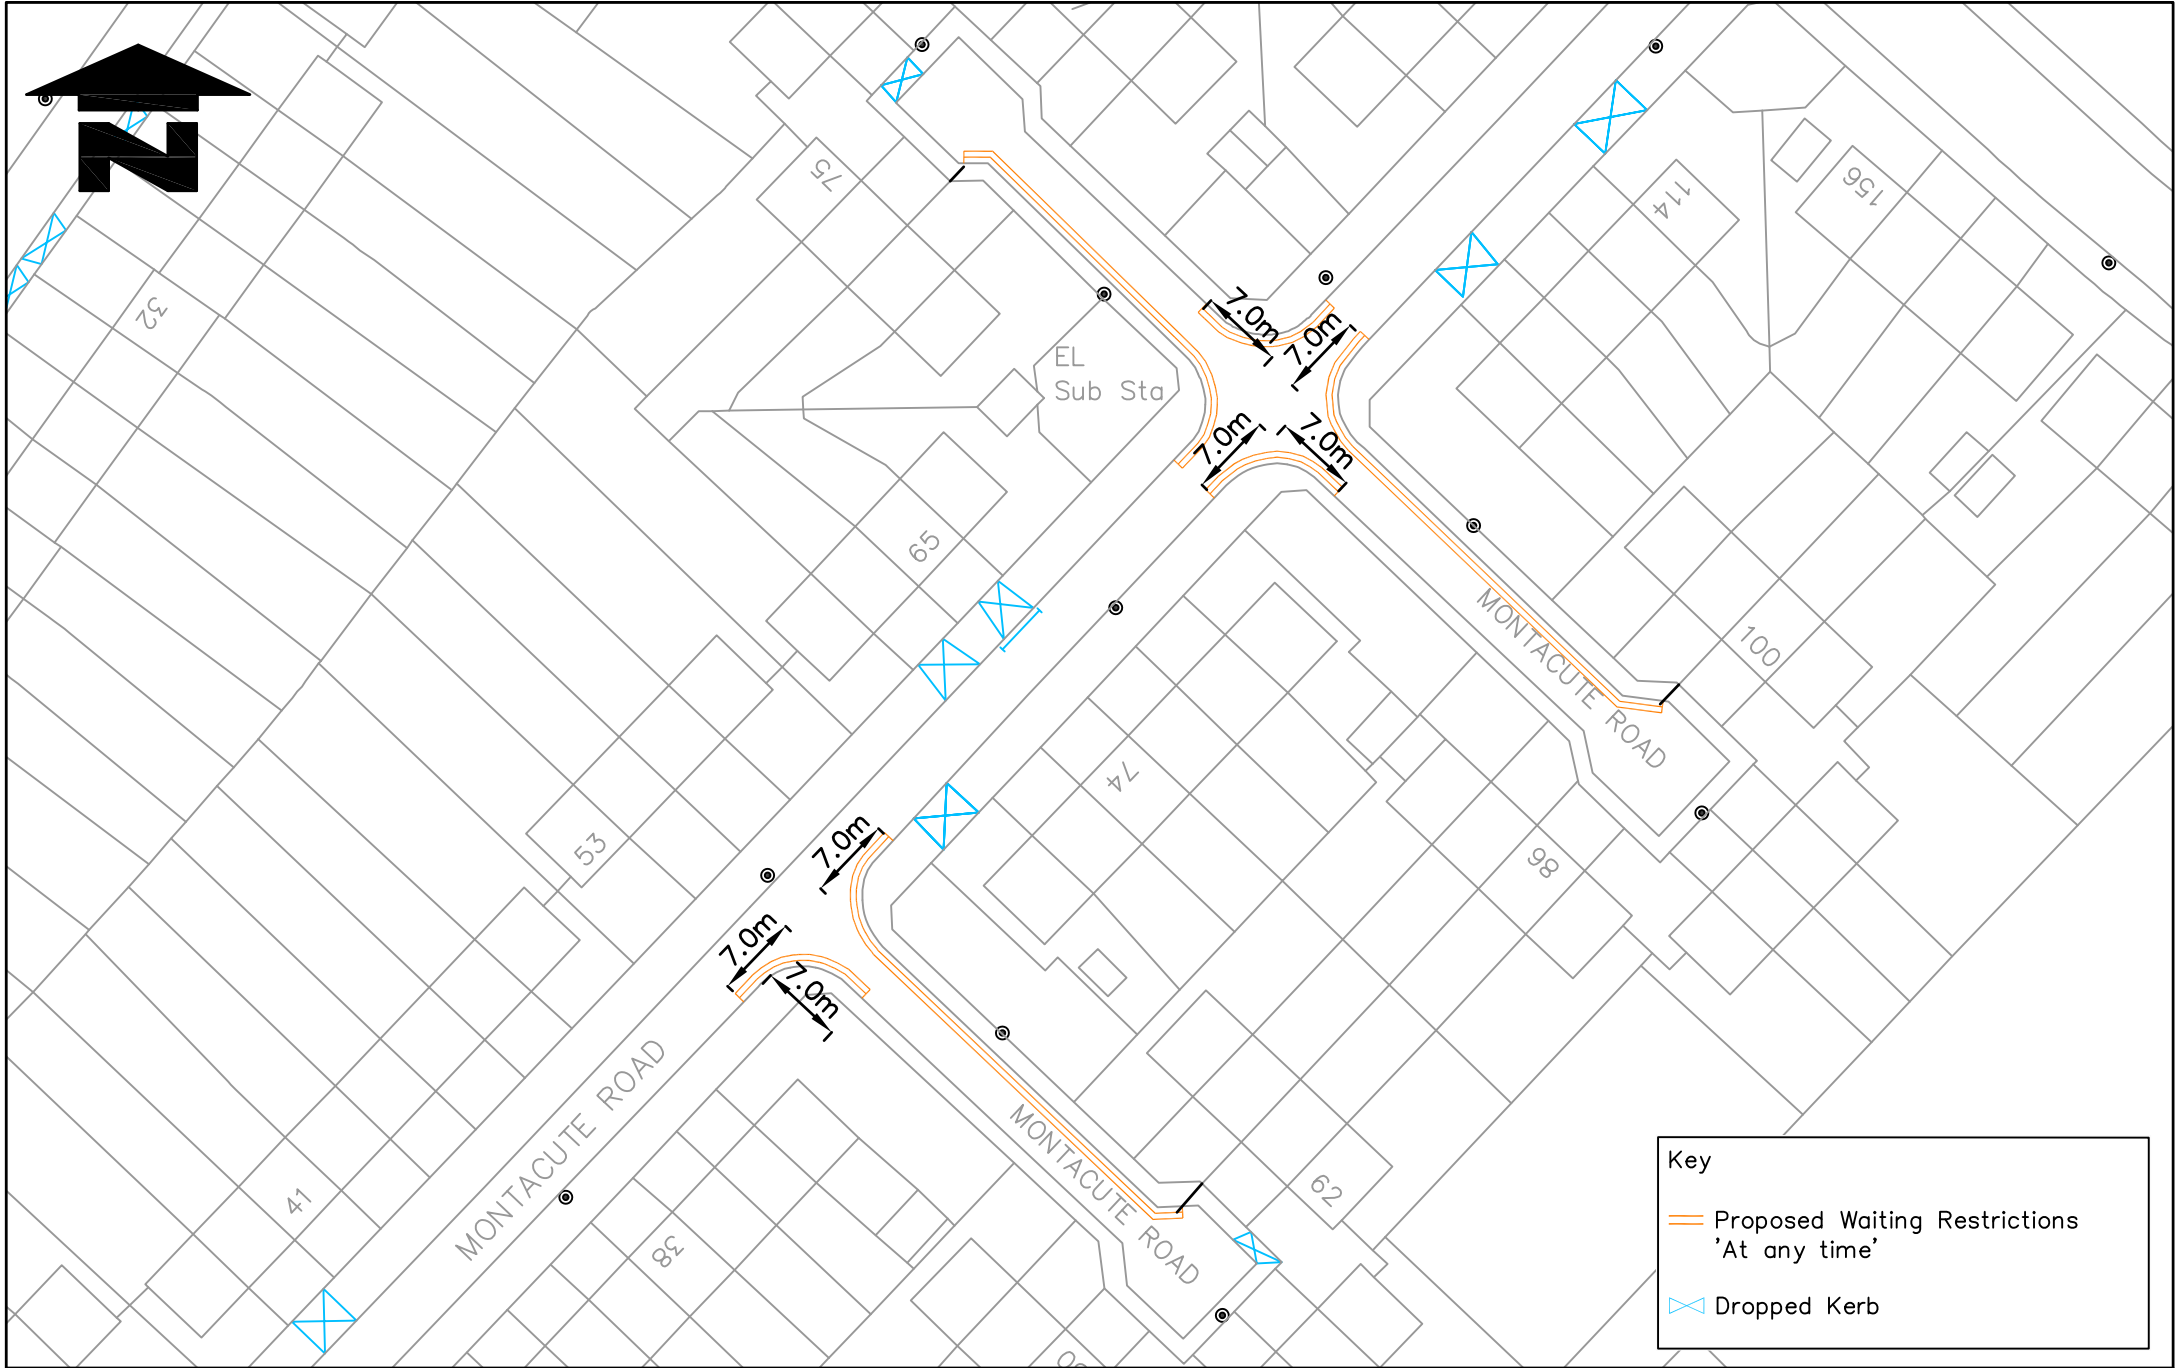 N
75
114
156
32
7.0m
7.0m
EL
Sub Sta
7.0m
7.0m
65
MONTACUTE ROAD
100
74
53
98
7.0m
7.0m
7.0m
MONTACUTE ROAD
MONTACUTE ROAD
41
38
62
Key
Proposed Waiting Restrictions
'At any time'
Dropped Kerb